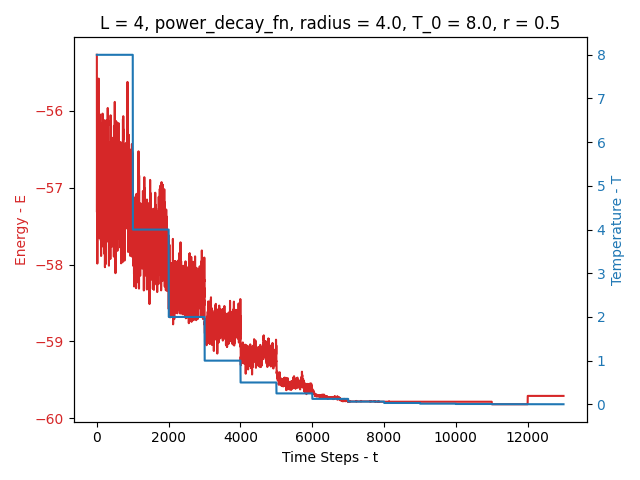 L = 4, power_decay_fn, radius = 4.0, T_0 = 8.0, r = 0.5
Energy - E
−56
−57
−58
−59
−60
8
7
6
5
4
3
2
1
0
Temperature - T
0 2000 4000 6000 8000 10000 12000
Time Steps - t